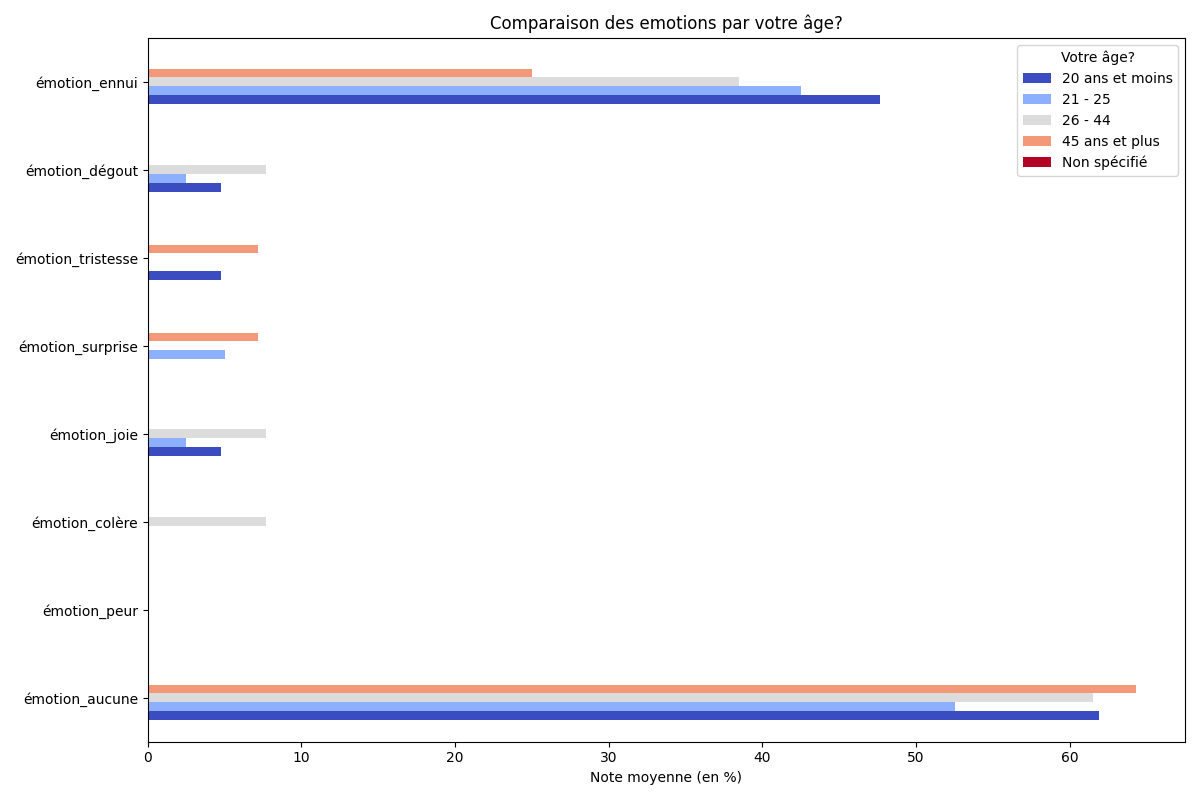 Comparaison des emotions par votre âge?
Votre âge?
20 ans et moins
21 - 25
26 - 44
45 ans et plus
Non spécifié
émotion_ennui
émotion_dégout
émotion_tristesse
émotion_surprise
émotion_joie
émotion_colère
émotion_peur
émotion_aucune
0 10 20 30 40 50 60
Note moyenne (en %)